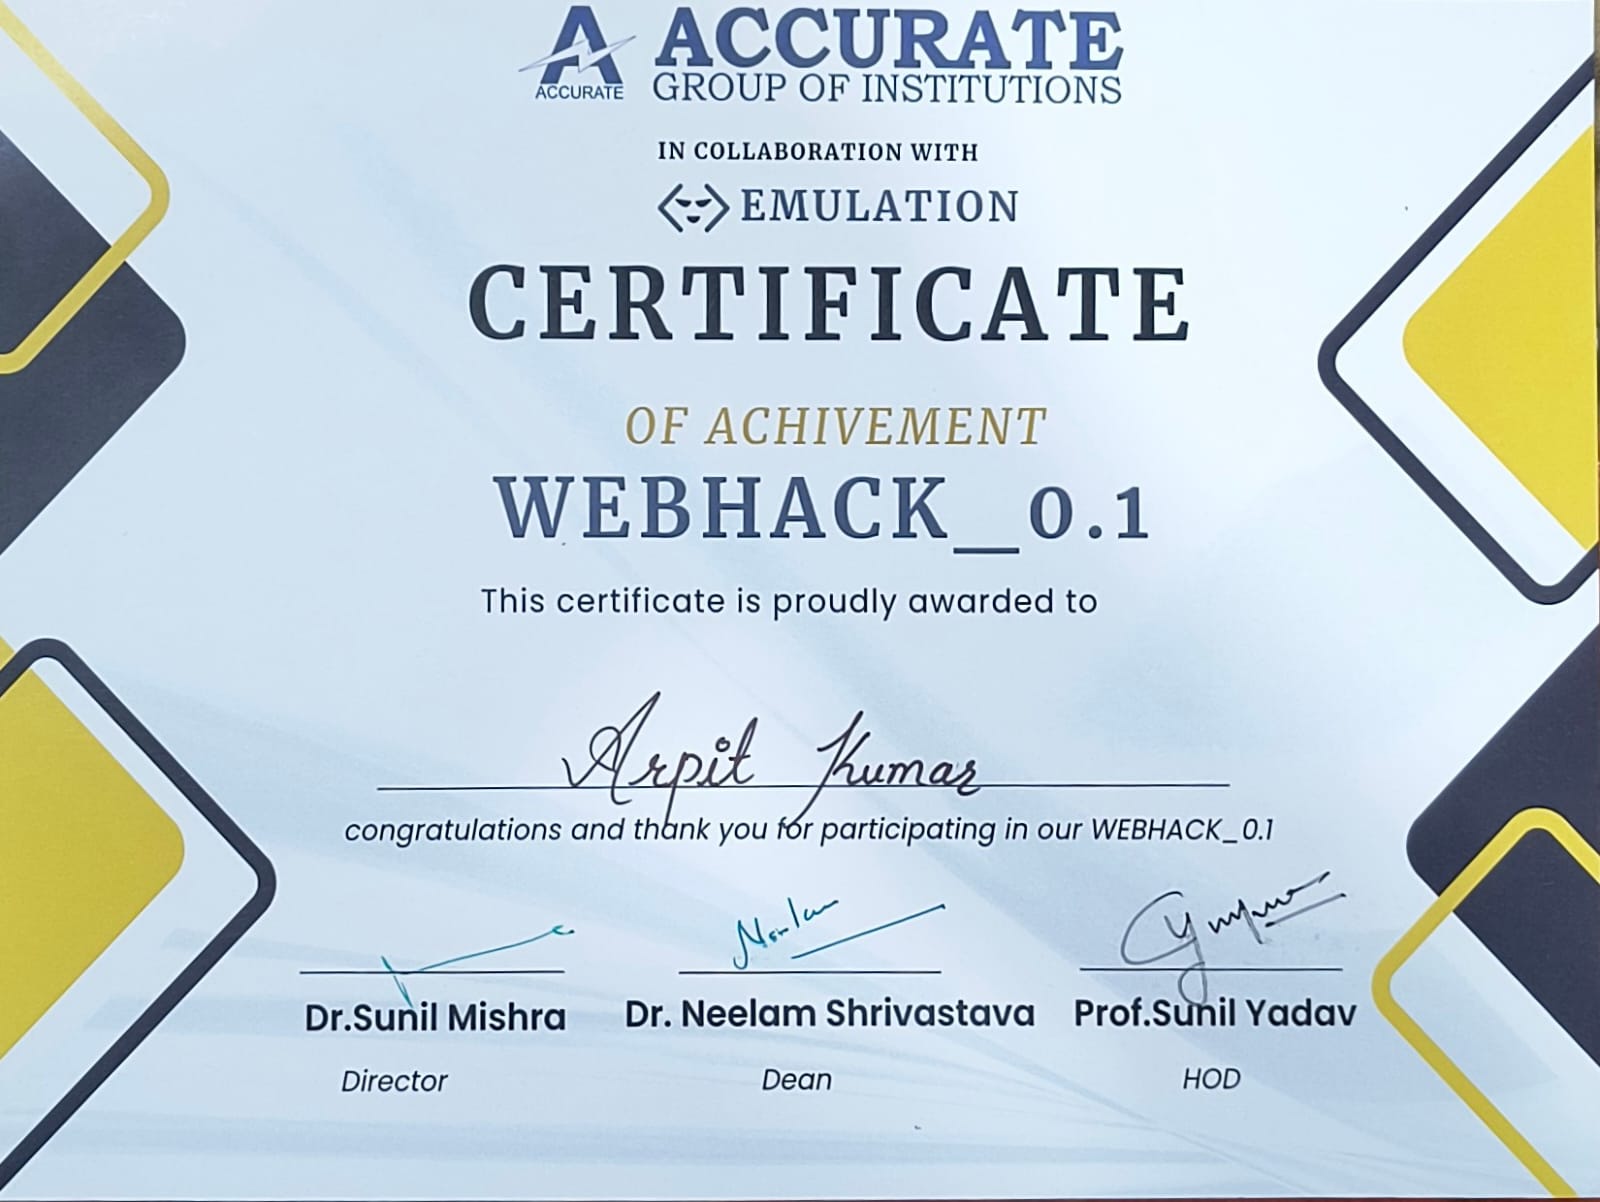 ACCURATE
ACCURATE
GROUP OF INSTITUTIONS
IN COLLABORATION WITH
EMULATION
CERTIFICATE
OF ACHIVEMENT
WEBHACK_0.1
This certificate is proudly awarded to
Arpit Kumar
congratulations and thank you for participating in our WEBHACK_0.1
Dr.Sunil Mishra Dr. Neelam Shrivastava Prof.Sunil Yadav
Director Dean HOD